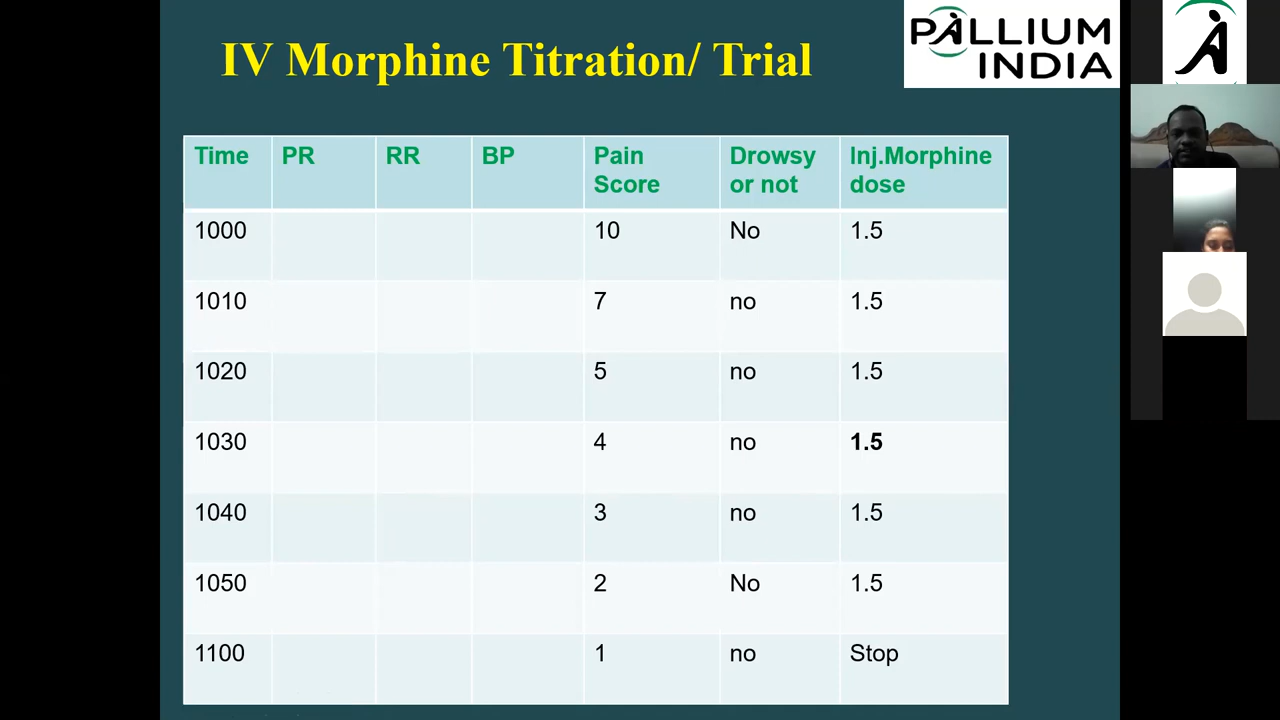 IV Morphine Titration/ Trial
PALLIUM
INDIA
Time PR RR BP Pain Score Drowsy or not Inj.Morphine dose
1000 10 No 1.5
1010 7 no 1.5
1020 5 no 1.5
1030 4 no 1.5
1040 3 no 1.5
1050 2 No 1.5
1100 1 no Stop